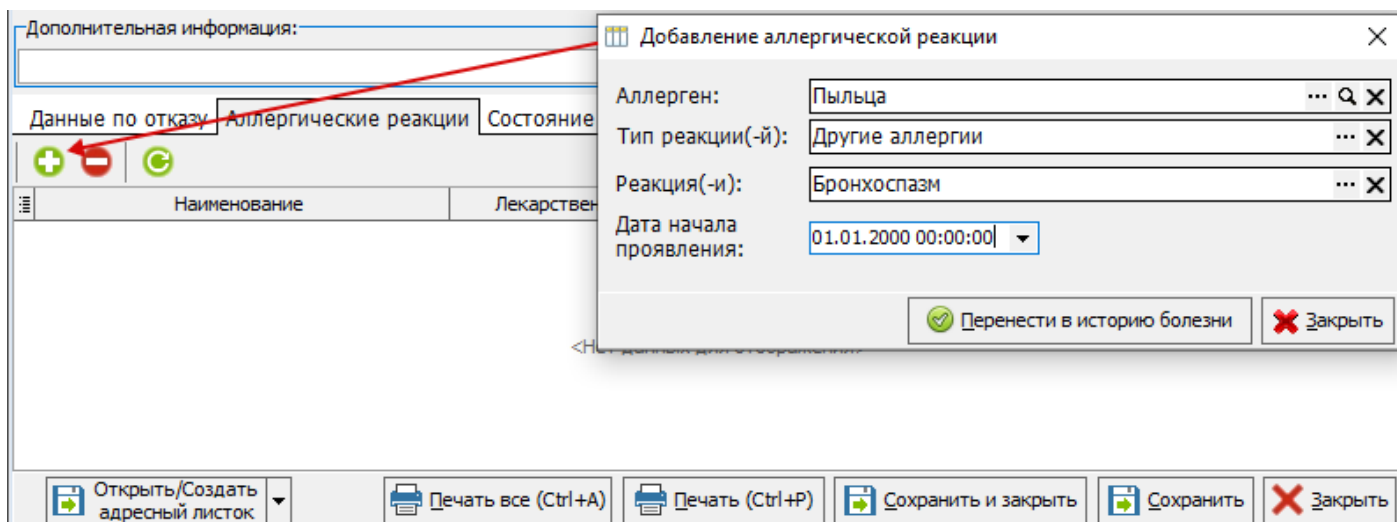 Дополнительная информация:
Добавление аллергической реакции
Аллерген: Пыльца
Тип реакции(-й): Другие аллергии
Реакция(-и): Бронхоспазм
Дата начала
проявления: 01.01.2000 00:00:00
Перенести в историю болезни Закрыть
Данные по отказу Аллергические реакции Состояние
Наименование
Открыть/Создать
адресный листок
Печать все (Ctrl+A) Печать (Ctrl+P) Сохранить и закрыть Сохранить Закрыть